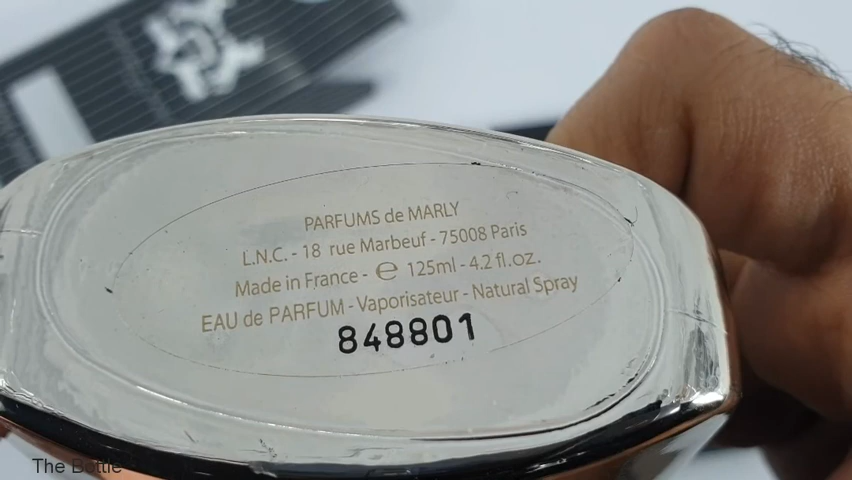 PARFUMS de MARLY
L.N.C. - 18 rue Marbeuf - 75008 Paris
Made in France - ℮ 125ml - 4.2 fl.oz.
EAU de PARFUM - Vaporisateur - Natural Spray
848801
The Bottle